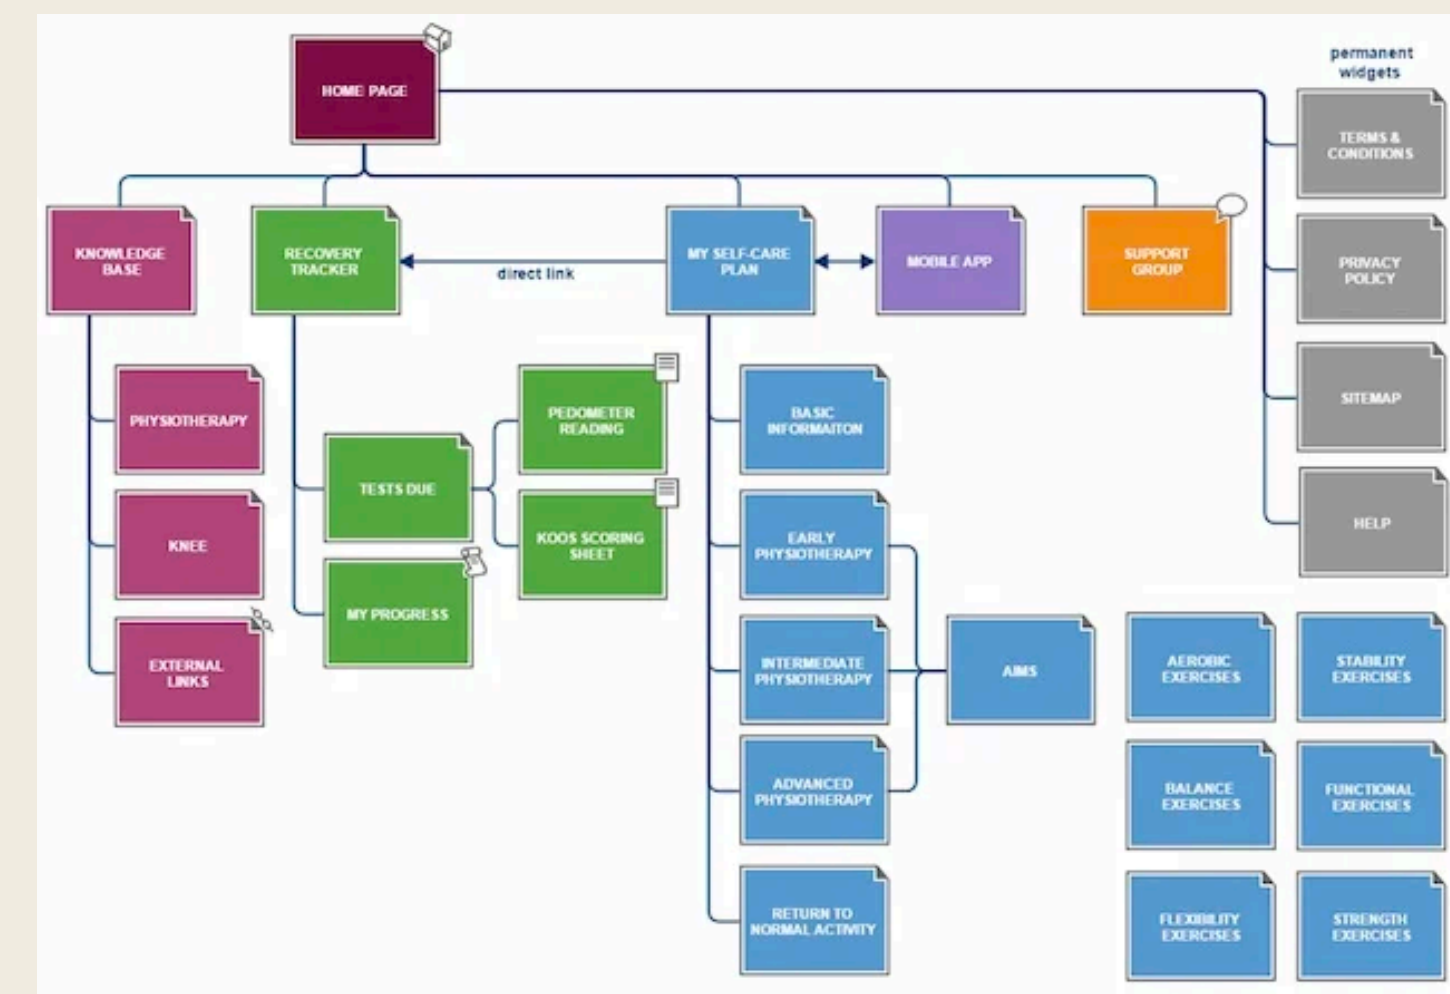 HOME PAGE
permanent
widgets
TERMS &
CONDITIONS
KNOWLEDGE
BASE
RECOVERY
TRACKER
direct link
MY SELF-CARE
PLAN
MOBILE APP
SUPPORT
GROUP
PRIVACY
POLICY
SITEMAP
HELP
PHYSIOTHERAPY
KNEE
EXTERNAL
LINKS
TESTS DUE
MY PROGRESS
PEDOMETER
READING
KOOS SCORING
SHEET
BASIC
INFORMAITON
EARLY
PHYSIOTHERAPY
INTERMEDIATE
PHYSIOTHERAPY
ADVANCED
PHYSIOTHERAPY
RETURN TO
NORMAL ACTIVITY
AIMS
AEROBIC
EXERCISES
STABILITY
EXERCISES
BALANCE
EXERCISES
FUNCTIONAL
EXERCISES
FLEXIBILITY
EXERCISES
STRENGTH
EXERCISES